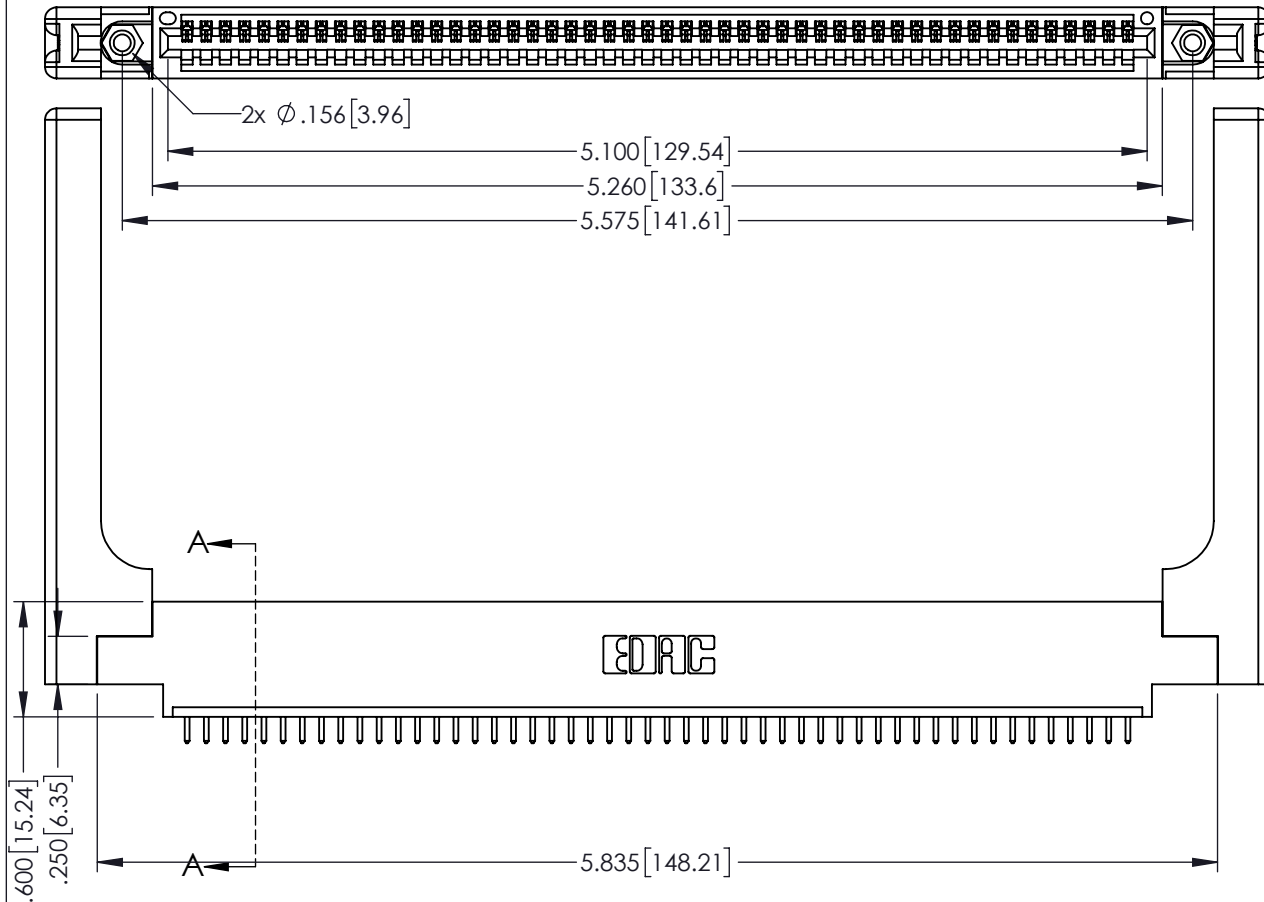 2x Ø .156[3.96]
5.100[129.54]
5.260[133.6]
5.575[141.61]
A
EDAC
.600[15.24]
.250[6.35]
A
5.835[148.21]